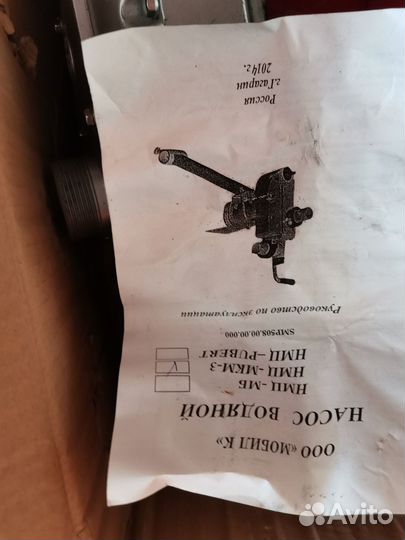 ООО «МОБИЛ К»
НАСОС ВОДЯНОЙ
НМЦ -МБ
НМЦ -МКМ-3 V
НМЦ -PUBERT
SMP508.00.00.000
Руководство по эксплуатации
Россия
г.Гагарин
2014г.
Avito